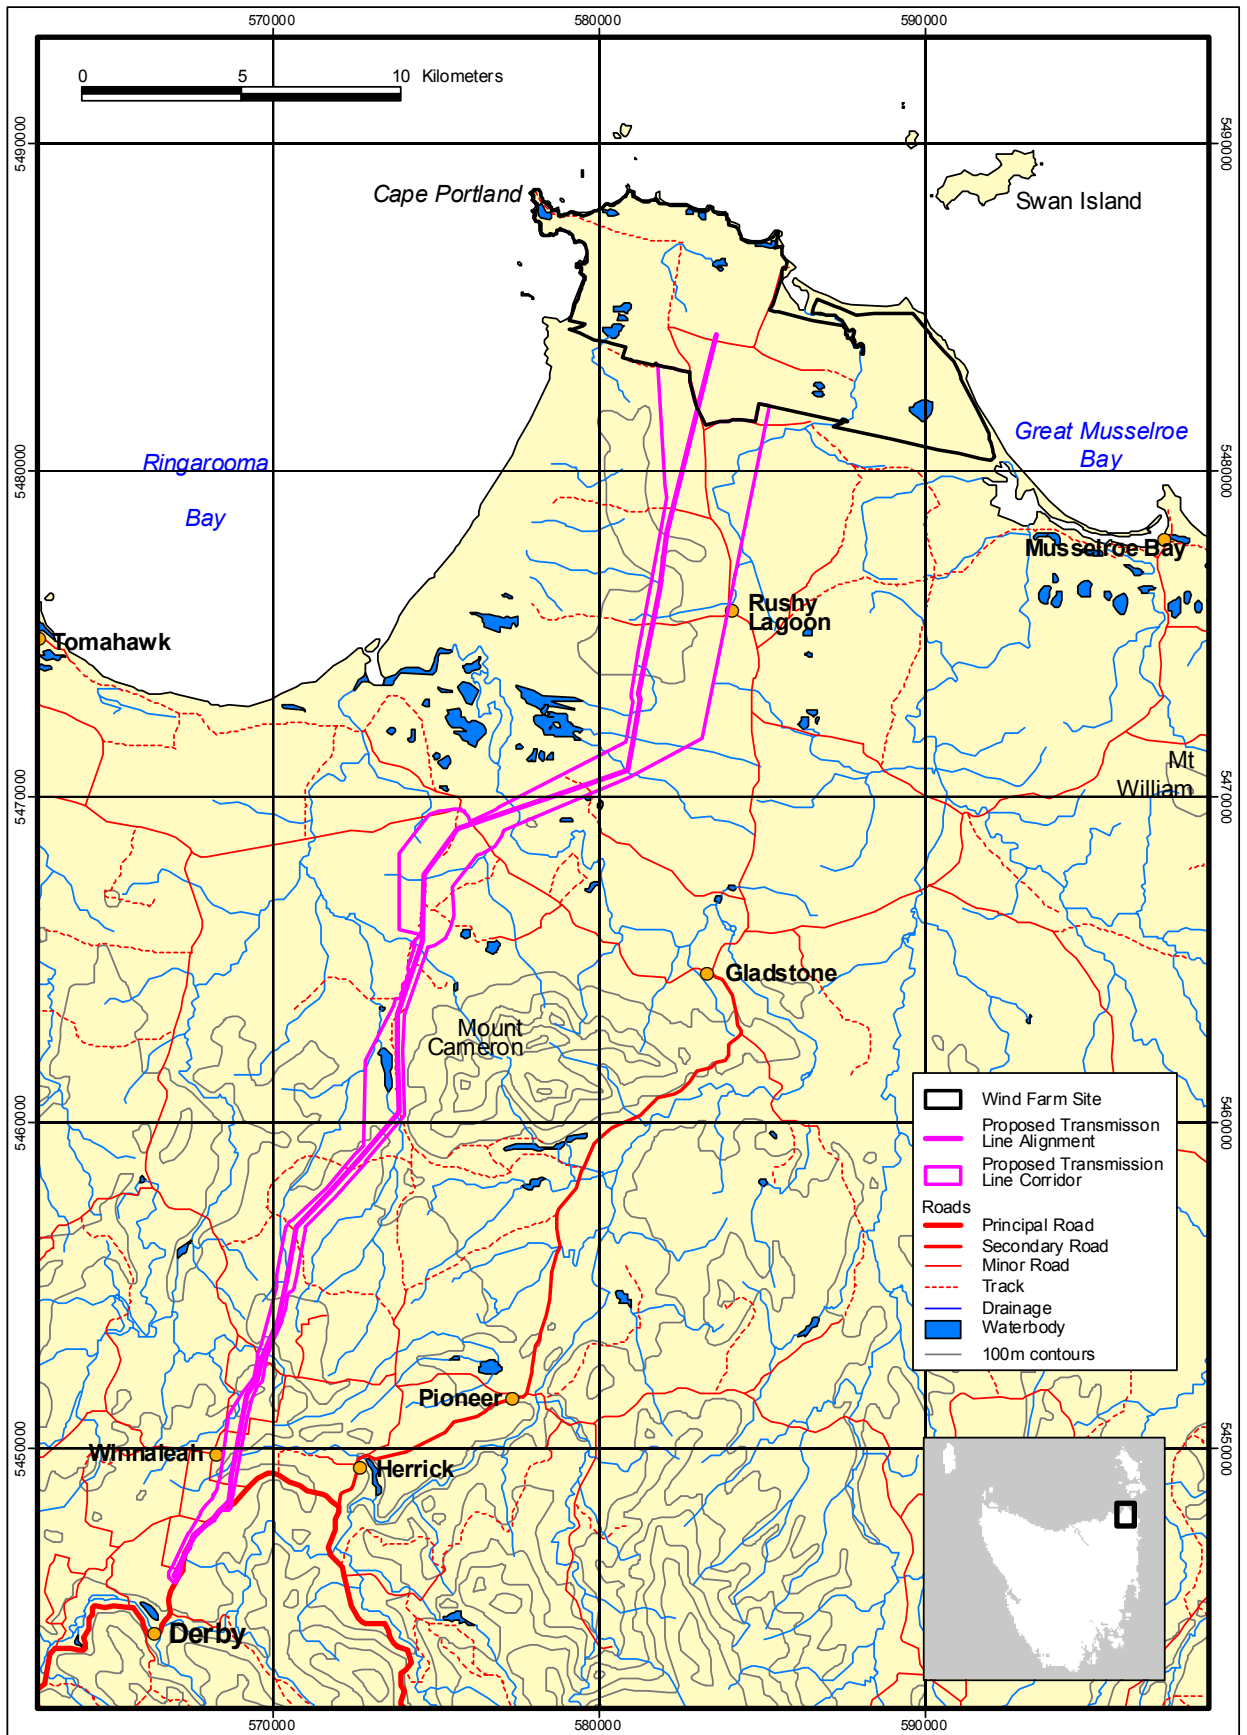 570000
580000
590000
0
5
10 Kilometers
5490000
5490000
Cape Portland
Swan Island
Great Musselroe
Bay
Ringarooma
Bay
5480000
5480000
Musselroe Bay
Rushy
Lagoon
Tomahawk
Mt
William
5470000
5470000
Gladstone
Mount
Cameron
Wind Farm Site
Proposed Transmisson
Line Alignment
Proposed Transmission
Line Corridor
Roads
Principal Road
Secondary Road
Minor Road
Track
Drainage
Waterbody
100m contours
5460000
5460000
Pioneer
Winnaleah
Herrick
5450000
5450000
Derby
570000
580000
590000